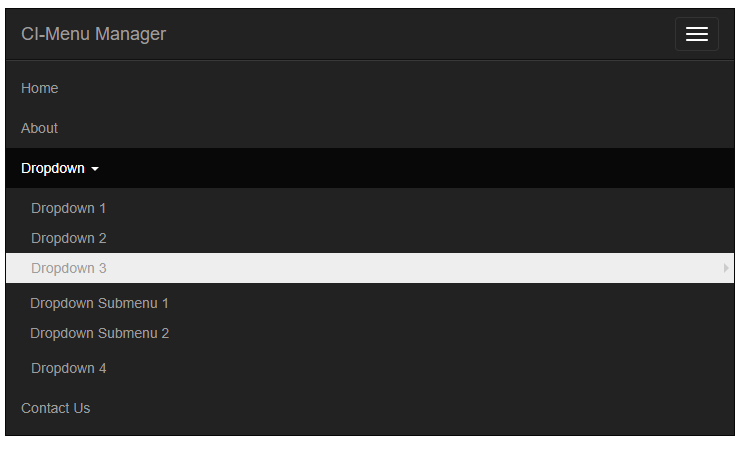 CI-Menu Manager
Home
About
Dropdown
Dropdown 1
Dropdown 2
Dropdown 3
Dropdown Submenu 1
Dropdown Submenu 2
Dropdown 4
Contact Us